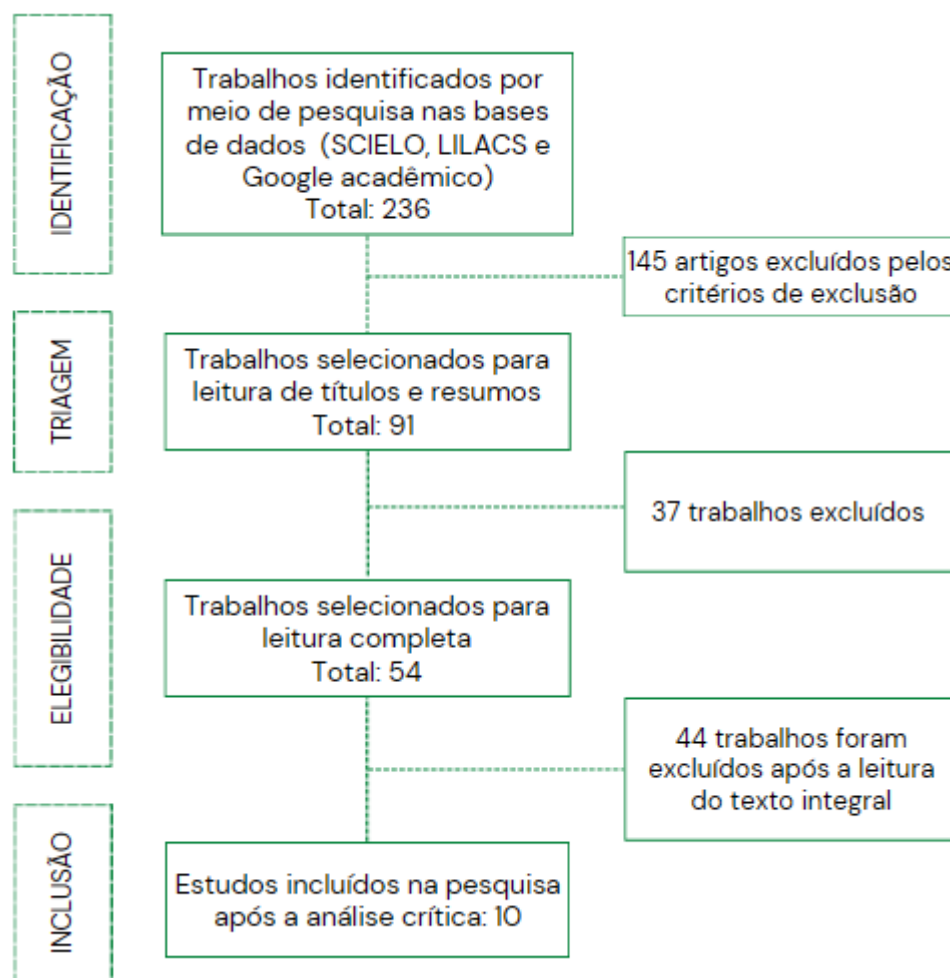 IDENTIFICAÇÃO
Trabalhos identificados por
meio de pesquisa nas bases
de dados (SCIELO, LILACS e
Google acadêmico)
Total: 236
145 artigos excluídos pelos
critérios de exclusão
TRIAGEM
Trabalhos selecionados para
leitura de títulos e resumos
Total: 91
37 trabalhos excluídos
ELEGIBILIDADE
Trabalhos selecionados para
leitura completa
Total: 54
44 trabalhos foram
excluídos após a leitura
do texto integral
INCLUSÃO
Estudos incluídos na pesquisa
após a análise crítica: 10